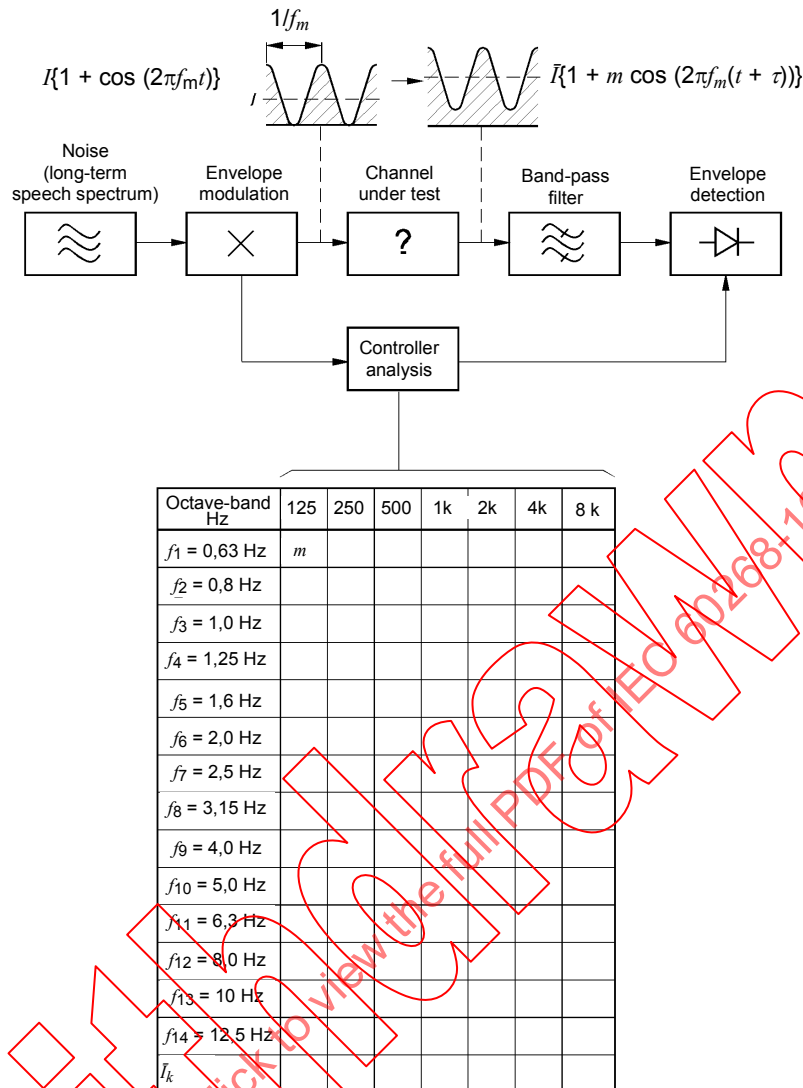 1/fm
I{1 + cos (2πfmt)}
I
Ī{1 + m cos (2πfm(t + τ))}
Noise
(long-term
speech spectrum)
Envelope
modulation
Channel
under test
Band-pass
filter
Envelope
detection
?
Controller
analysis
Octave-band
Hz
125 250 500 1k 2k 4k 8 k
f1 = 0,63 Hz m
f2 = 0,8 Hz
f3 = 1,0 Hz
f4 = 1,25 Hz
f5 = 1,6 Hz
f6 = 2,0 Hz
f7 = 2,5 Hz
f8 = 3,15 Hz
f9 = 4,0 Hz
f10 = 5,0 Hz
f11 = 6,3 Hz
f12 = 8,0 Hz
f13 = 10 Hz
f14 = 12,5 Hz
Īk
to view the full PDF of IEC